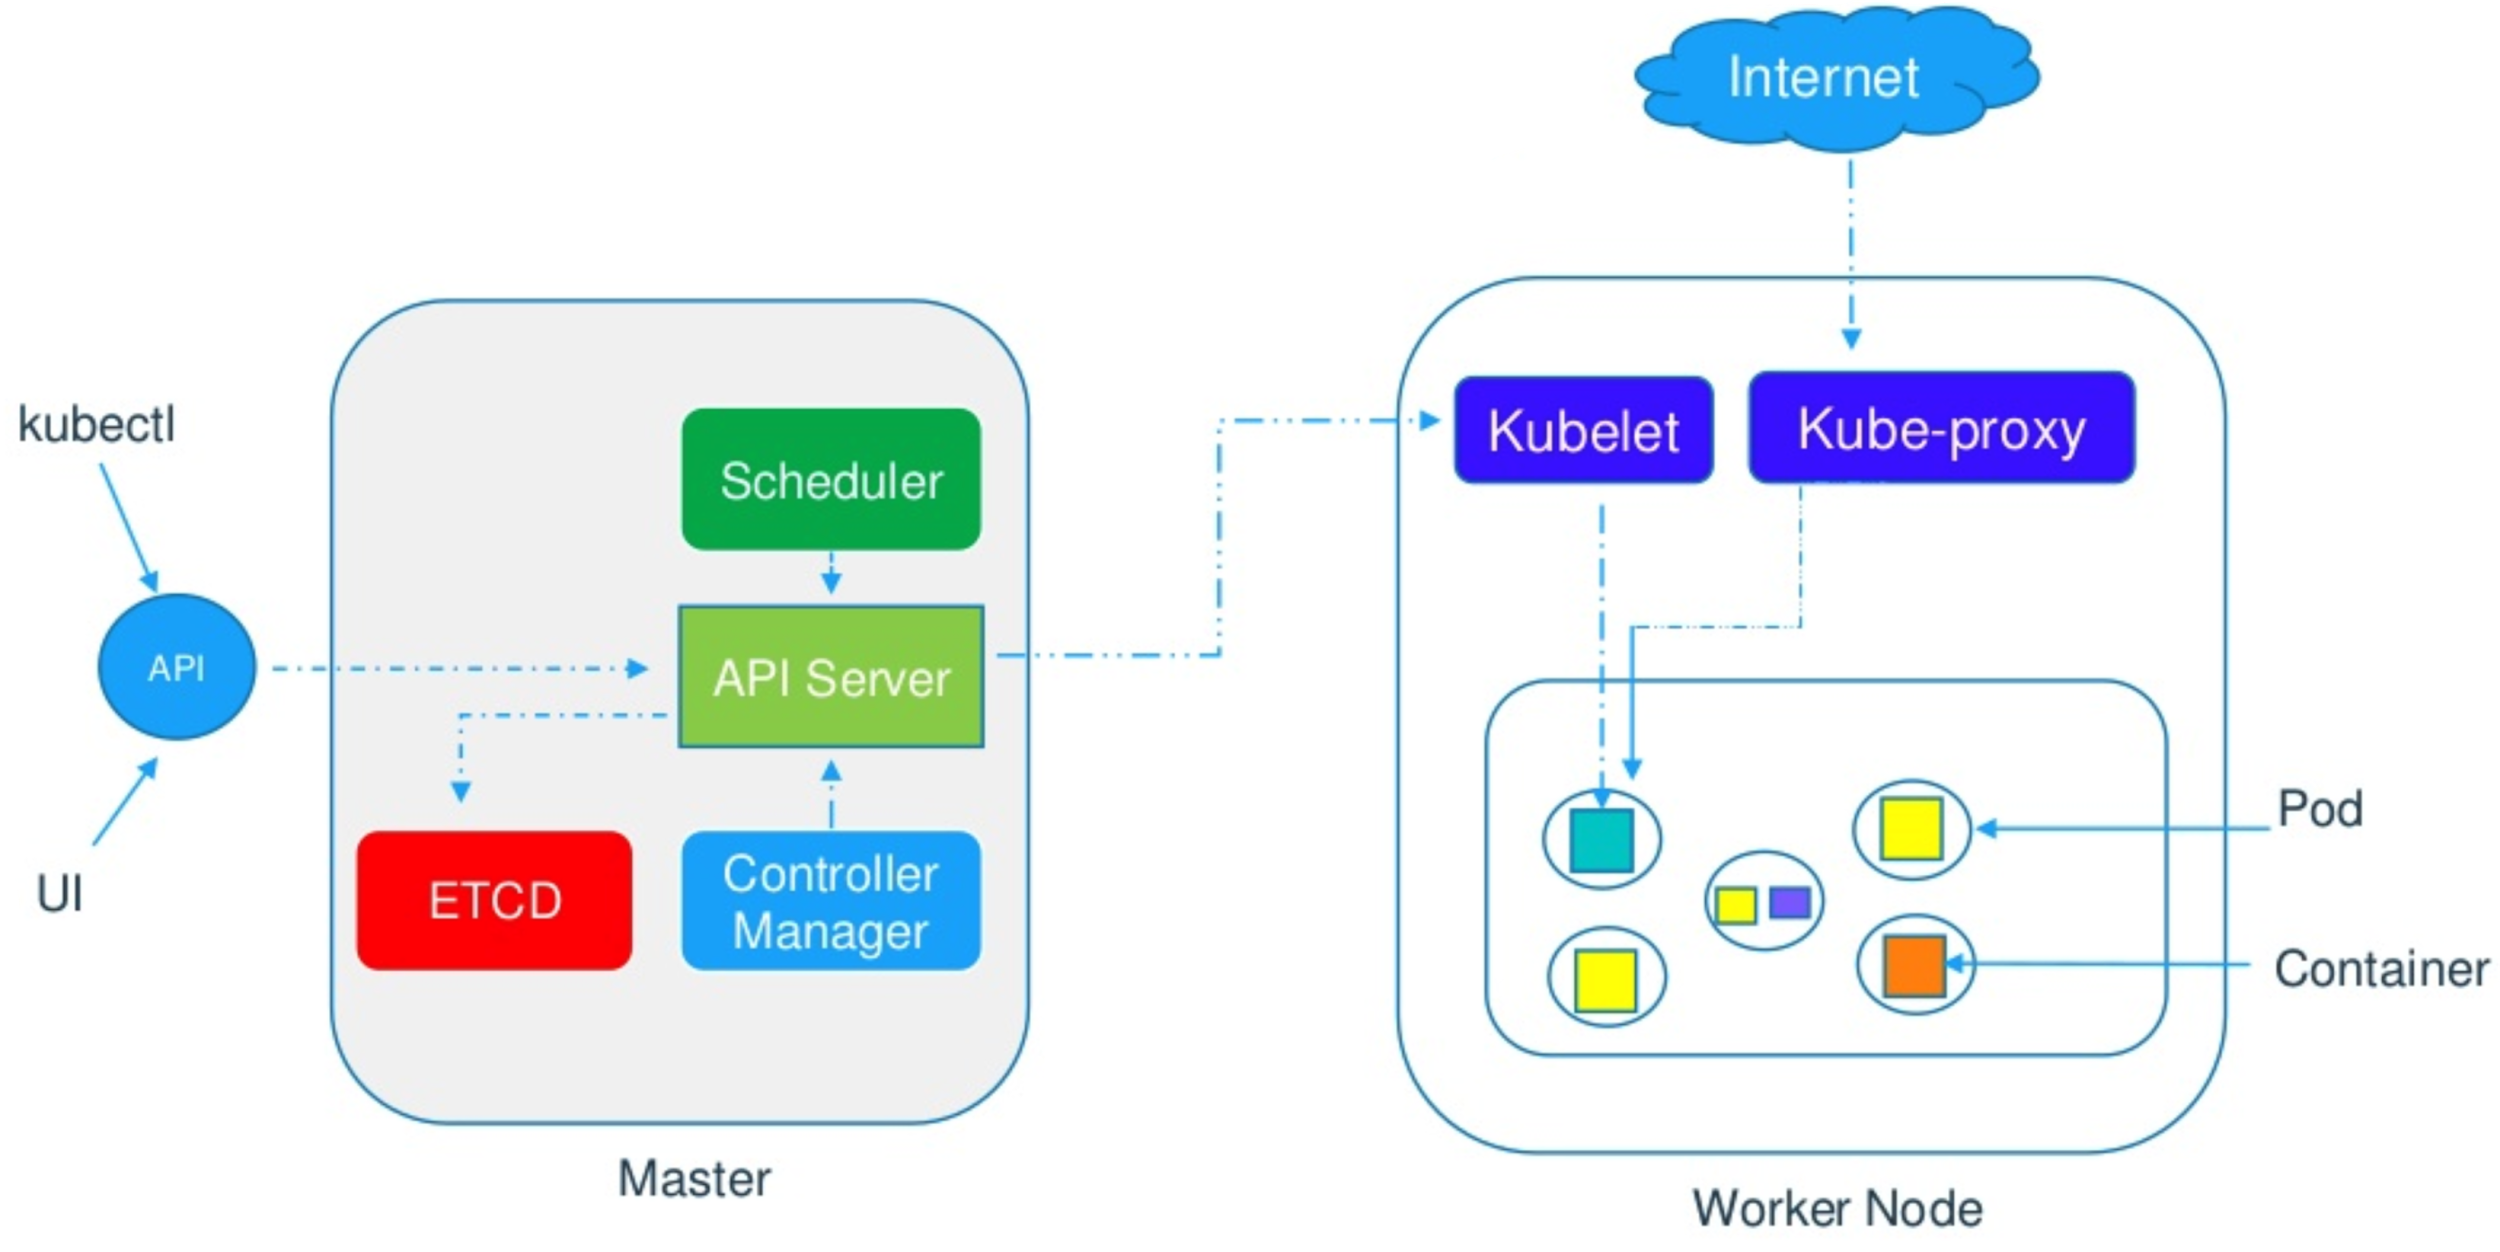 Internet
kubectl
Scheduler
Kubelet
Kube-proxy
API
API Server
UI
ETCD
Controller
Manager
Pod
Container
Master
Worker Node